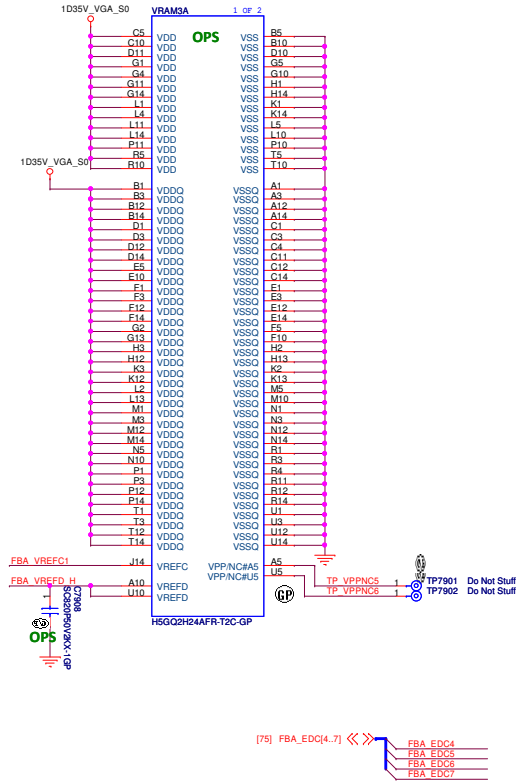 1D35V_VGA_S0
VRAM3A 1 OF 2
OPS
C5 VDD VSS B5
C10 VDD VSS B10
D11 VDD VSS D10
G1 VDD VSS G5
G4 VDD VSS G10
G11 VDD VSS H1
G14 VDD VSS H14
L1 VDD VSS K1
L4 VDD VSS K14
L11 VDD VSS L5
L14 VDD VSS L10
P11 VDD VSS P10
R5 VDD VSS T5
R10 VDD VSS T10
1D35V_VGA_S0
B1 VDDQ VSSQ A1
B3 VDDQ VSSQ A3
B12 VDDQ VSSQ A12
B14 VDDQ VSSQ A14
D1 VDDQ VSSQ C1
D3 VDDQ VSSQ C3
D12 VDDQ VSSQ C4
D14 VDDQ VSSQ C11
E5 VDDQ VSSQ C12
E10 VDDQ VSSQ C14
F1 VDDQ VSSQ E1
F3 VDDQ VSSQ E3
F12 VDDQ VSSQ E12
F14 VDDQ VSSQ E14
G2 VDDQ VSSQ F5
G13 VDDQ VSSQ F10
H3 VDDQ VSSQ H2
H12 VDDQ VSSQ H13
K3 VDDQ VSSQ K2
K12 VDDQ VSSQ K13
L2 VDDQ VSSQ M5
L13 VDDQ VSSQ M10
M1 VDDQ VSSQ N1
M3 VDDQ VSSQ N3
M12 VDDQ VSSQ N12
M14 VDDQ VSSQ N14
N5 VDDQ VSSQ R1
N10 VDDQ VSSQ R3
P1 VDDQ VSSQ R4
P3 VDDQ VSSQ R11
P12 VDDQ VSSQ R12
P14 VDDQ VSSQ R14
T1 VDDQ VSSQ U1
T3 VDDQ VSSQ U3
T12 VDDQ VSSQ U12
T14 VDDQ VSSQ U14
FBA_VREFC1 J14 VREFC VPP/NC#A5 A5
VPP/NC#U5 U5
FBA_VREFD_H A10 VREFD
U10 VREFD
TP_VPPNC5 1 TP7901 Do Not Stuff
TP_VPPNC6 1 TP7902 Do Not Stuff
GP
H5GQ2H24AFR-T2C-GP
1
C7908
SC820P50V2KX-1GP
OPS
[75] FBA_EDC[4..7]
FBA_EDC4
FBA_EDC5
FBA_EDC6
FBA_EDC7